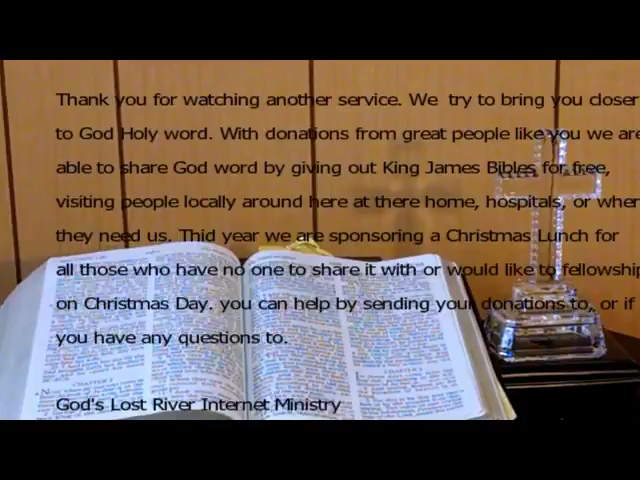 Thank you for watching another service. We try to bring you closer
to God Holy word. With donations from great people like you we are
able to share God word by giving out King James Bibles for free,
visiting people locally around here at there home, hospitals, or wher
they need us. Thid year we are sponsoring a Christmas Lunch for
all those who have no one to share it with or would like to fellowship
on Christmas Day. you can help by sending your donations to, or if
you have any questions to.
God's Lost River Internet Ministry